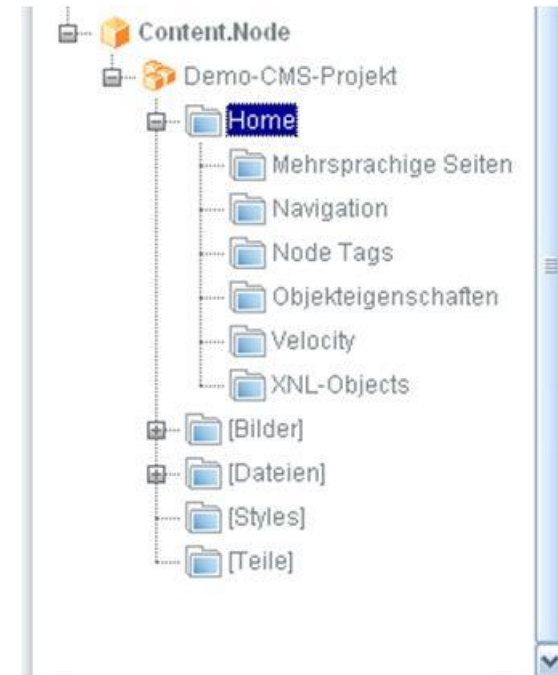 Content.Node
Demo-CMS-Projekt
Home
Mehrsprachige Seiten
Navigation
Node Tags
Objekteigenschaften
Velocity
XNL-Objects
[Bilder]
[Dateien]
[Styles]
[Teile]